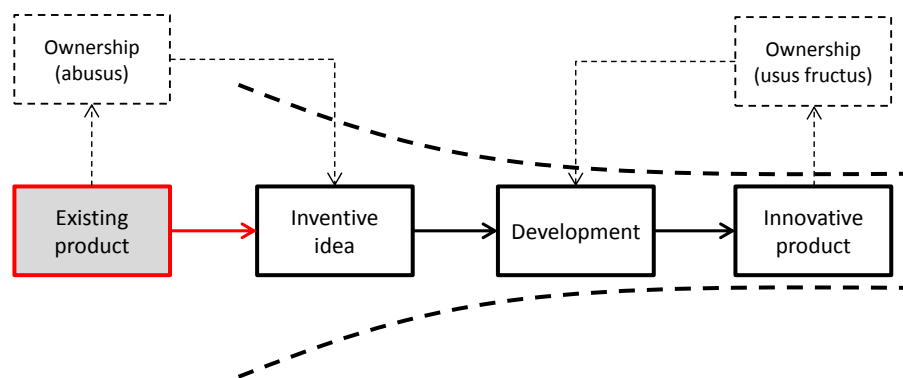 Ownership
(abusus)
Ownership
(usus fructus)
Existing
product
Inventive
idea
Development
Innovative
product